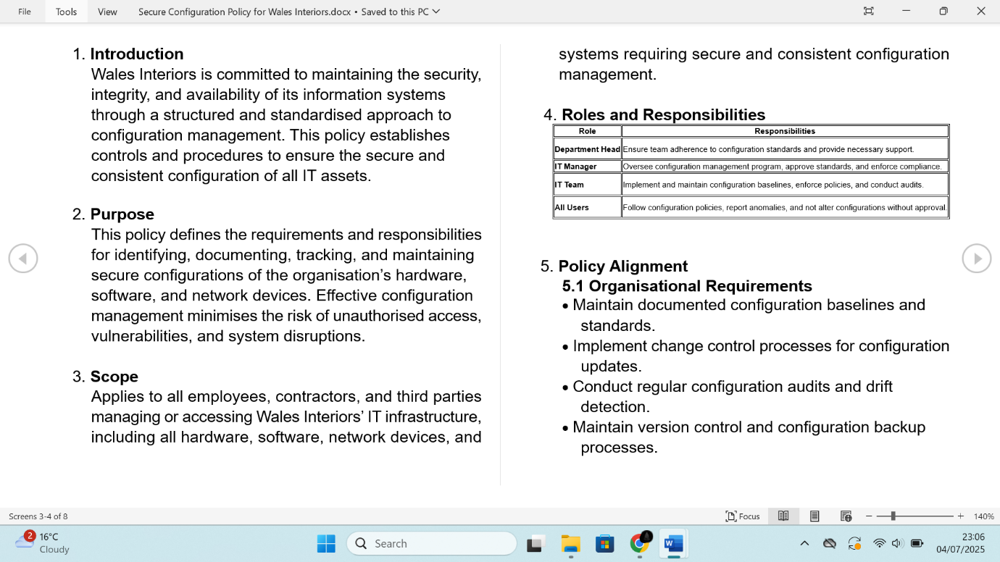 File Tools View Secure Configuration Policy for Wales Interiors.docx • Saved to this PC
1. Introduction
Wales Interiors is committed to maintaining the security,
integrity, and availability of its information systems
through a structured and standardised approach to
configuration management. This policy establishes
controls and procedures to ensure the secure and
consistent configuration of all IT assets.
2. Purpose
This policy defines the requirements and responsibilities
for identifying, documenting, tracking, and maintaining
secure configurations of the organisation’s hardware,
software, and network devices. Effective configuration
management minimises the risk of unauthorised access,
vulnerabilities, and system disruptions.
3. Scope
Applies to all employees, contractors, and third parties
managing or accessing Wales Interiors’ IT infrastructure,
including all hardware, software, network devices, and
systems requiring secure and consistent configuration
management.
4. Roles and Responsibilities
Role Responsibilities
Department Head Ensure team adherence to configuration standards and provide necessary support.
IT Manager Oversee configuration management program, approve standards, and enforce compliance.
IT Team Implement and maintain configuration baselines, enforce policies, and conduct audits.
All Users Follow configuration policies, report anomalies, and not alter configurations without approval.
5. Policy Alignment
5.1 Organisational Requirements
• Maintain documented configuration baselines and
standards.
• Implement change control processes for configuration
updates.
• Conduct regular configuration audits and drift
detection.
• Maintain version control and configuration backup
processes.
Screens 3-4 of 8 Focus 140%
2 16°C
Cloudy
Search
23:06
04/07/2025